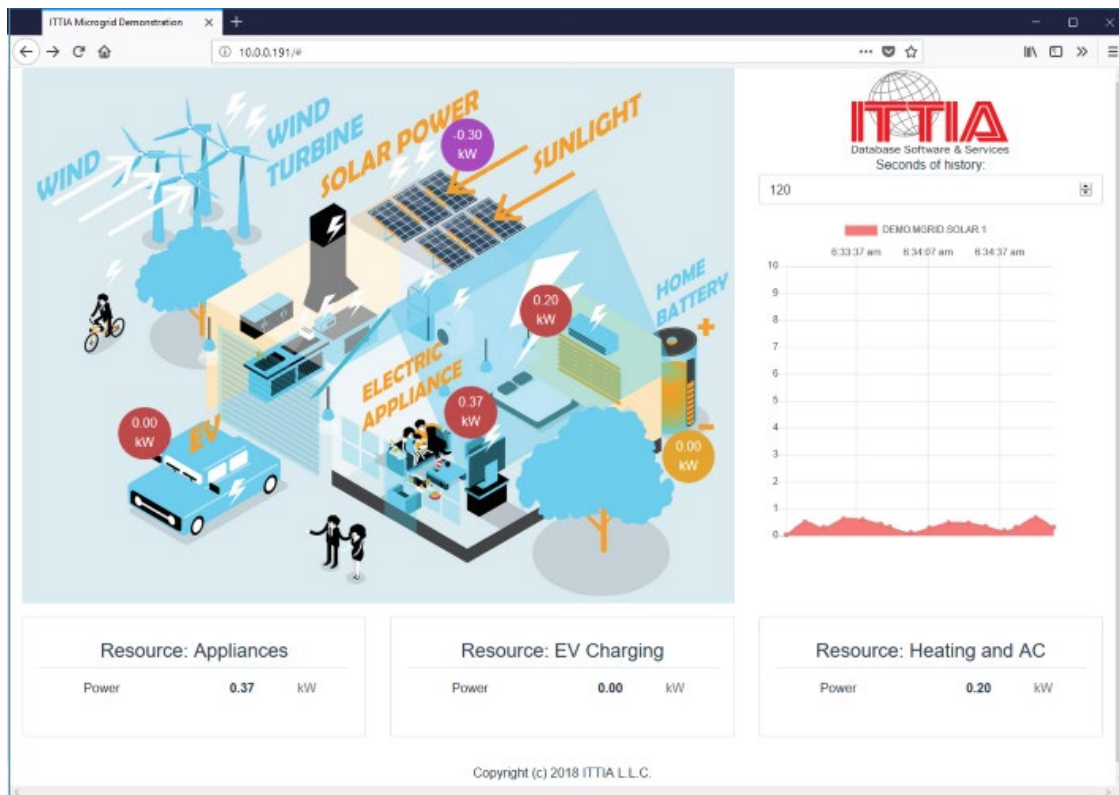 ITTIA Microgrid Demonstration
10.0.0.191/#
WIND
WIND
TURBINE
SOLAR POWER
-0.30
kW
SUNLIGHT
HOME
BATTERY
+
0.20
kW
ELECTRIC
APPLIANCE
0.37
kW
0.00
kW
EV
−
0.00
kW
ITTIA
Database Software & Services
Seconds of history:
120
DEMO.MGRID.SOLAR.1
6:33:37 am 6:34:07 am 6:34:37 am
10
9
8
7
6
5
4
3
2
1
0
Resource: Appliances
Power 0.37 kW
Resource: EV Charging
Power 0.00 kW
Resource: Heating and AC
Power 0.20 kW
Copyright (c) 2018 ITTIA L.L.C.